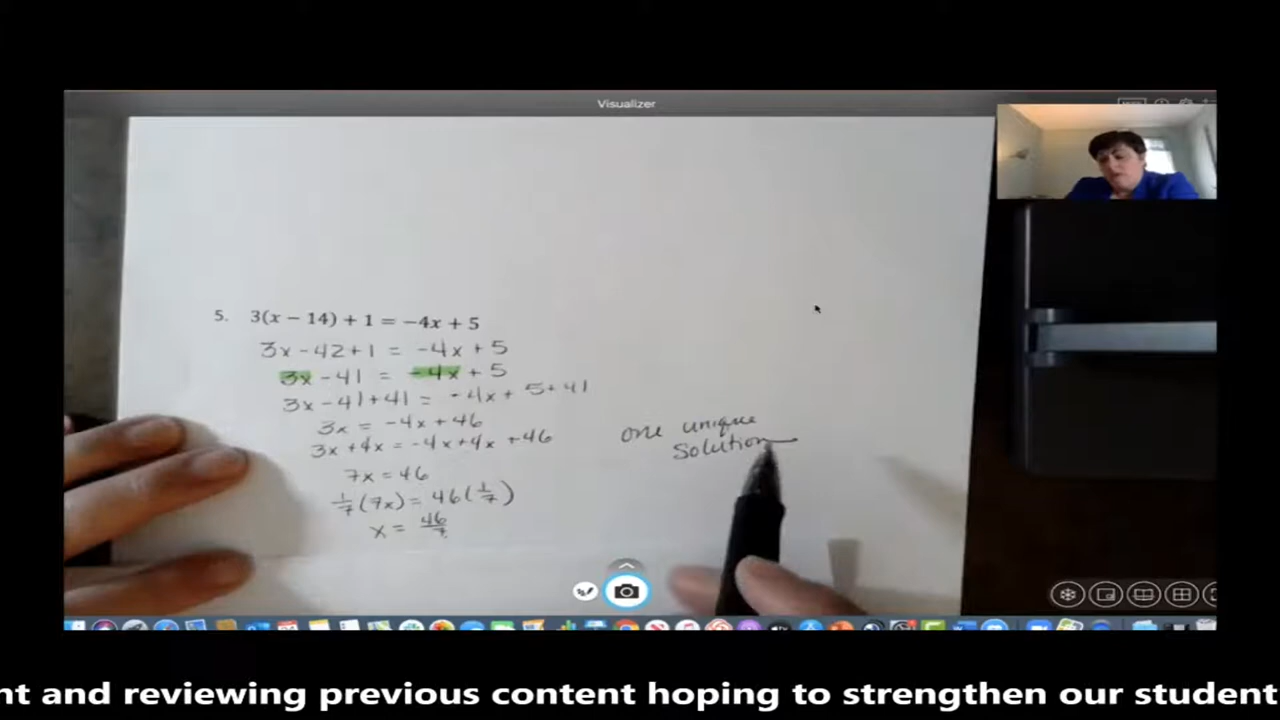 Visualizer
5. 3(x − 14) + 1 = −4x + 5
3x - 42 + 1 = -4x + 5
3x - 41 = -4x + 5
3x - 41 + 41 = -4x + 5 + 41
3x = -4x + 46
3x + 4x = -4x + 4x + 46
7x = 46
1/7 (7x) = 46 (1/7)
x = 46/7
one unique
solution
nt and reviewing previous content hoping to strengthen our student